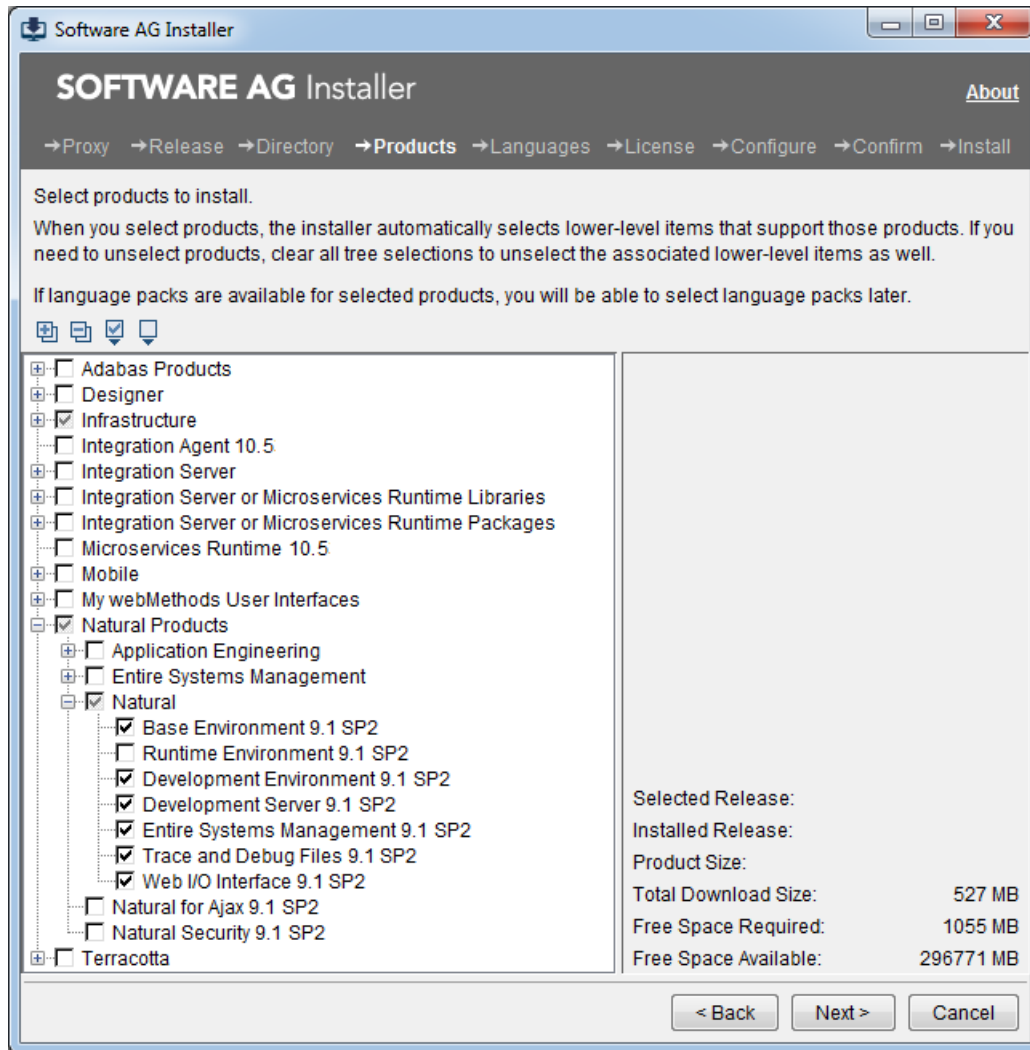 Software AG Installer
SOFTWARE AG Installer
About
→Proxy →Release →Directory →Products →Languages →License →Configure →Confirm →Install
Select products to install.
When you select products, the installer automatically selects lower-level items that support those products. If you
need to unselect products, clear all tree selections to unselect the associated lower-level items as well.
If language packs are available for selected products, you will be able to select language packs later.
Adabas Products
Designer
Infrastructure
Integration Agent 10.5
Integration Server
Integration Server or Microservices Runtime Libraries
Integration Server or Microservices Runtime Packages
Microservices Runtime 10.5
Mobile
My webMethods User Interfaces
Natural Products
Application Engineering
Entire Systems Management
Natural
Base Environment 9.1 SP2
Runtime Environment 9.1 SP2
Development Environment 9.1 SP2
Development Server 9.1 SP2
Entire Systems Management 9.1 SP2
Trace and Debug Files 9.1 SP2
Web I/O Interface 9.1 SP2
Natural for Ajax 9.1 SP2
Natural Security 9.1 SP2
Terracotta
Selected Release:
Installed Release:
Product Size:
Total Download Size: 527 MB
Free Space Required: 1055 MB
Free Space Available: 296771 MB
< Back
Next >
Cancel